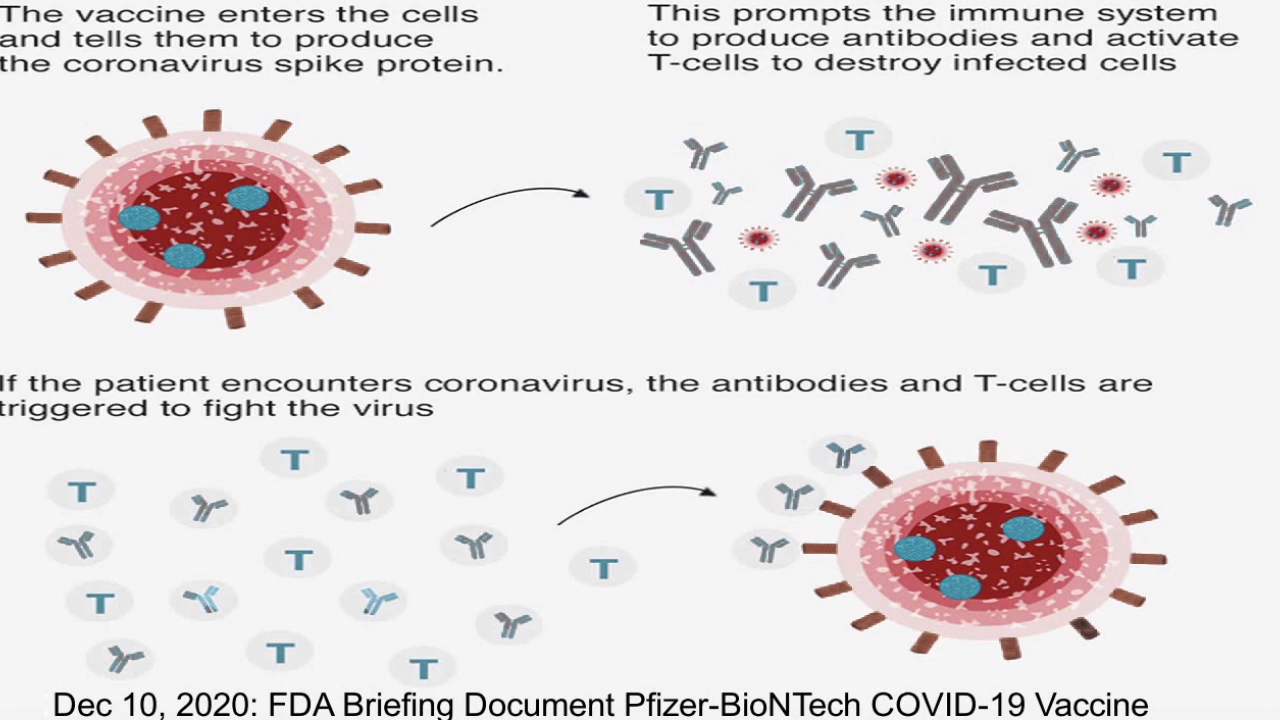 The vaccine enters the cells
and tells them to produce
the coronavirus spike protein.
This prompts the immune system
to produce antibodies and activate
T-cells to destroy infected cells
T
T
T
T
T
T
If the patient encounters coronavirus, the antibodies and T-cells are
triggered to fight the virus
T
T
T
T
T
T
T
T
Dec 10, 2020: FDA Briefing Document Pfizer-BioNTech COVID-19 Vaccine